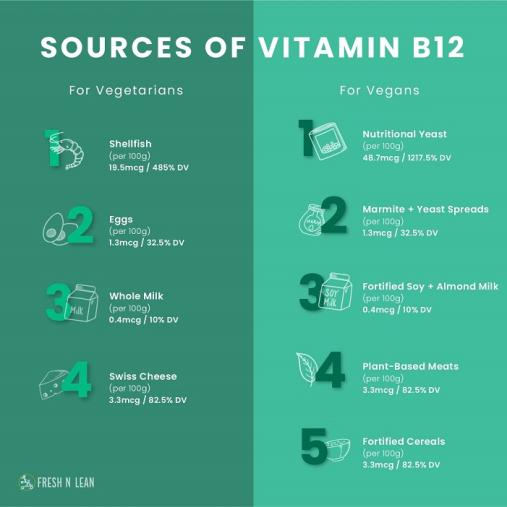 SOURCES OF VITAMIN B12
For Vegetarians
1
Shellfish
(per 100g)
19.5mcg / 485% DV
2
Eggs
(per 100g)
1.3mcg / 32.5% DV
3
Milk
Whole Milk
(per 100g)
0.4mcg / 10% DV
4
Swiss Cheese
(per 100g)
3.3mcg / 82.5% DV
For Vegans
1
Nutritional Yeast
(per 100g)
48.7mcg / 1217.5% DV
2
Marmite + Yeast Spreads
(per 100g)
1.3mcg / 32.5% DV
3
SOY
MILK
Fortified Soy + Almond Milk
(per 100g)
0.4mcg / 10% DV
4
Plant-Based Meats
(per 100g)
3.3mcg / 82.5% DV
5
Fortified Cereals
(per 100g)
3.3mcg / 82.5% DV
FRESH N LEAN